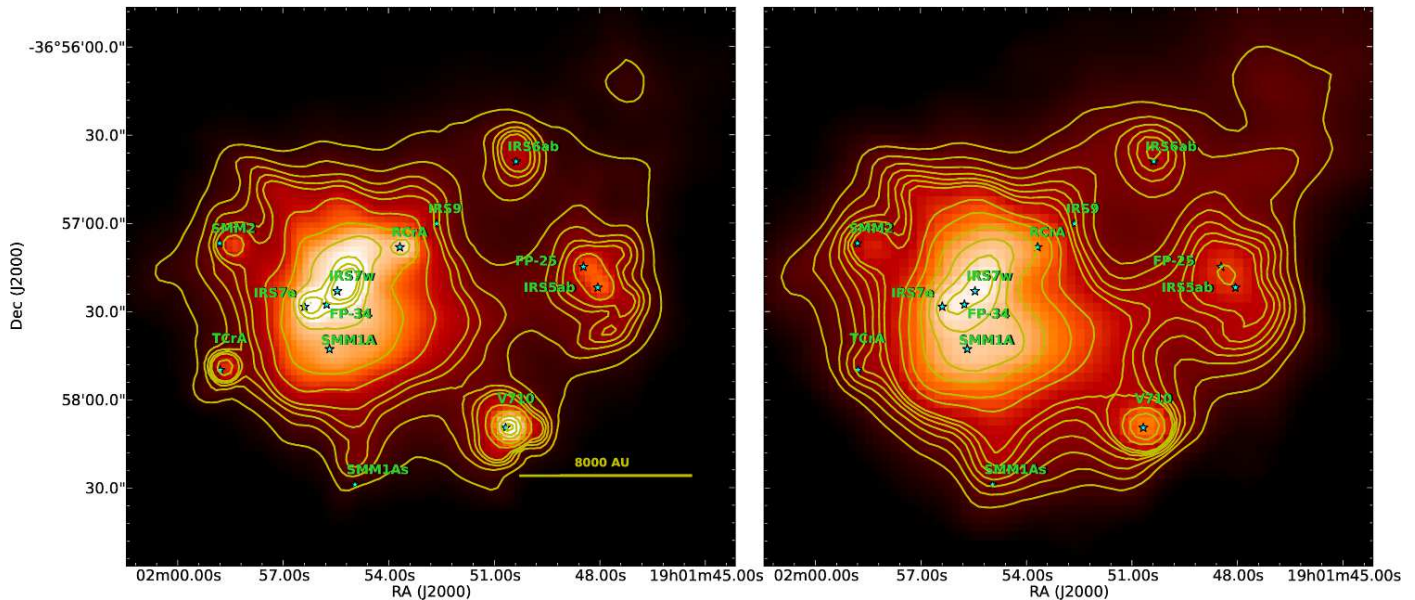 -36°56'00.0"
30.0"
57'00.0"
30.0"
58'00.0"
30.0"
Dec (J2000)
IRS6ab
IRS9
SMM2
RCrA
FP-25
IRS7w
IRS5ab
IRS7e
FP-34
TCrA
SMM1A
V710
8000 AU
SMM1As
02m00.00s 57.00s 54.00s 51.00s 48.00s 19h01m45.00s
RA (J2000)
IRS6ab
IRS9
SMM2
RCrA
FP-25
IRS7w
IRS5ab
IRS7e
FP-34
TCrA
SMM1A
V710
SMM1As
02m00.00s 57.00s 54.00s 51.00s 48.00s 19h01m45.00s
RA (J2000)